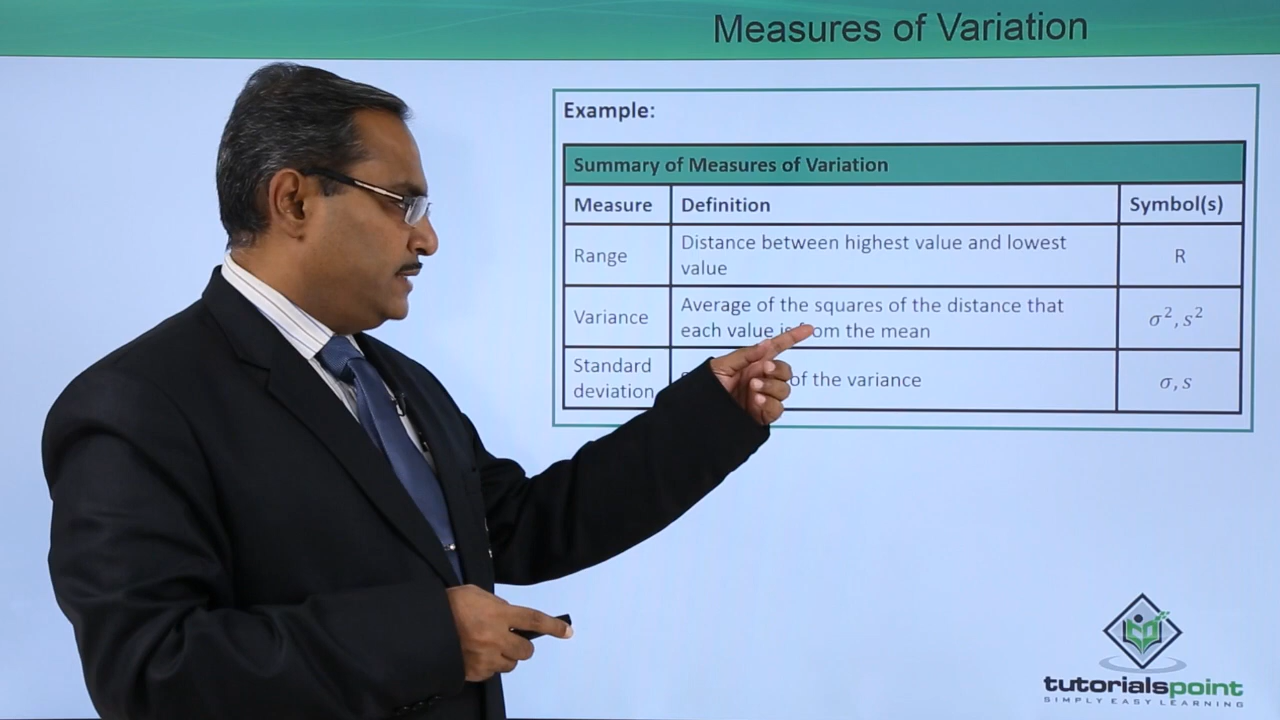 Measures of Variation
Example:
Summary of Measures of Variation
Measure Definition Symbol(s)
Range Distance between highest value and lowest value R
Variance Average of the squares of the distance that each value is from the mean σ², s²
Standard deviation of the variance σ, s
tutorialspoint
SIMPLY EASY LEARNING